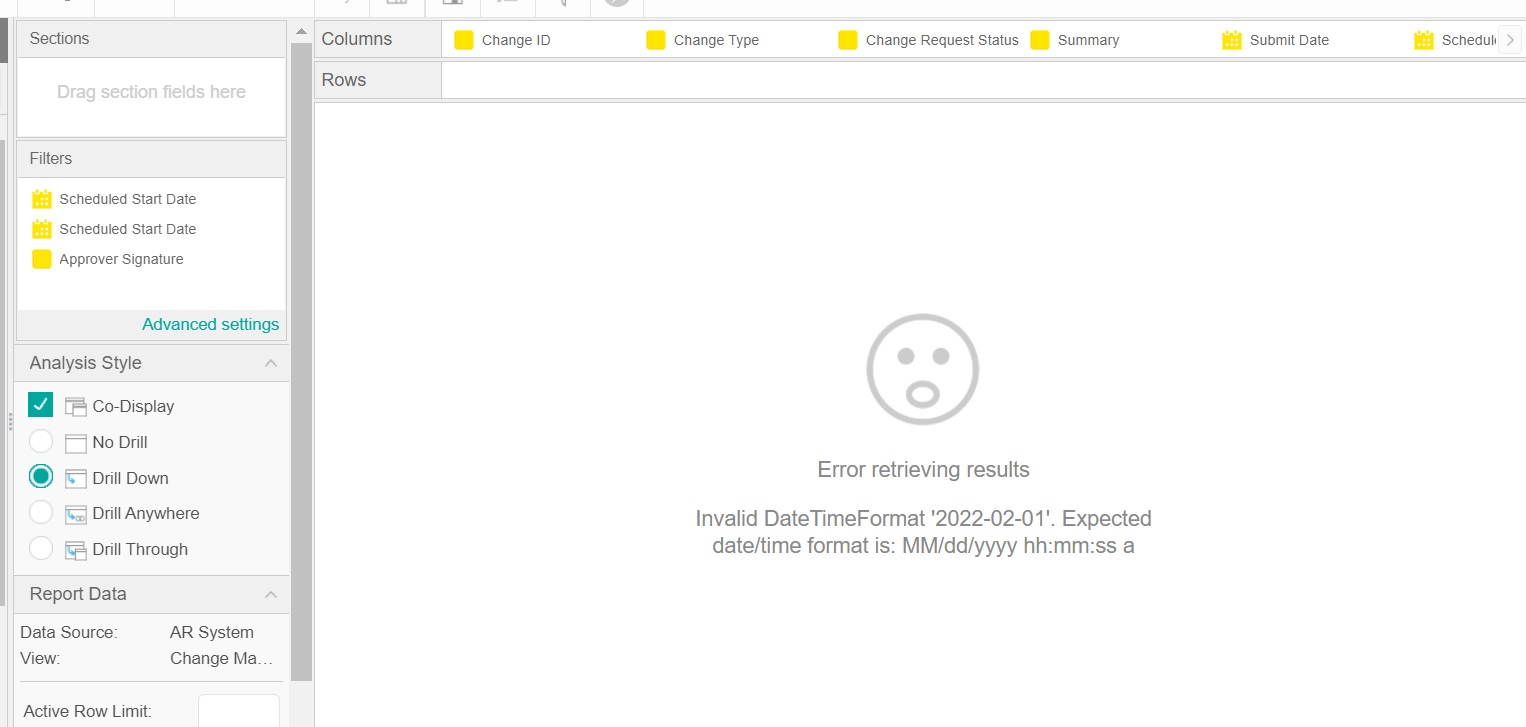 Sections
Drag section fields here
Filters
Scheduled Start Date
Scheduled Start Date
Approver Signature
Advanced settings
Analysis Style
Co-Display
No Drill
Drill Down
Drill Anywhere
Drill Through
Report Data
Data Source: AR System
View: Change Ma...
Active Row Limit:
Columns Change ID Change Type Change Request Status Summary Submit Date
Rows
Error retrieving results
Invalid DateTimeFormat '2022-02-01'. Expected
date/time format is: MM/dd/yyyy hh:mm:ss a